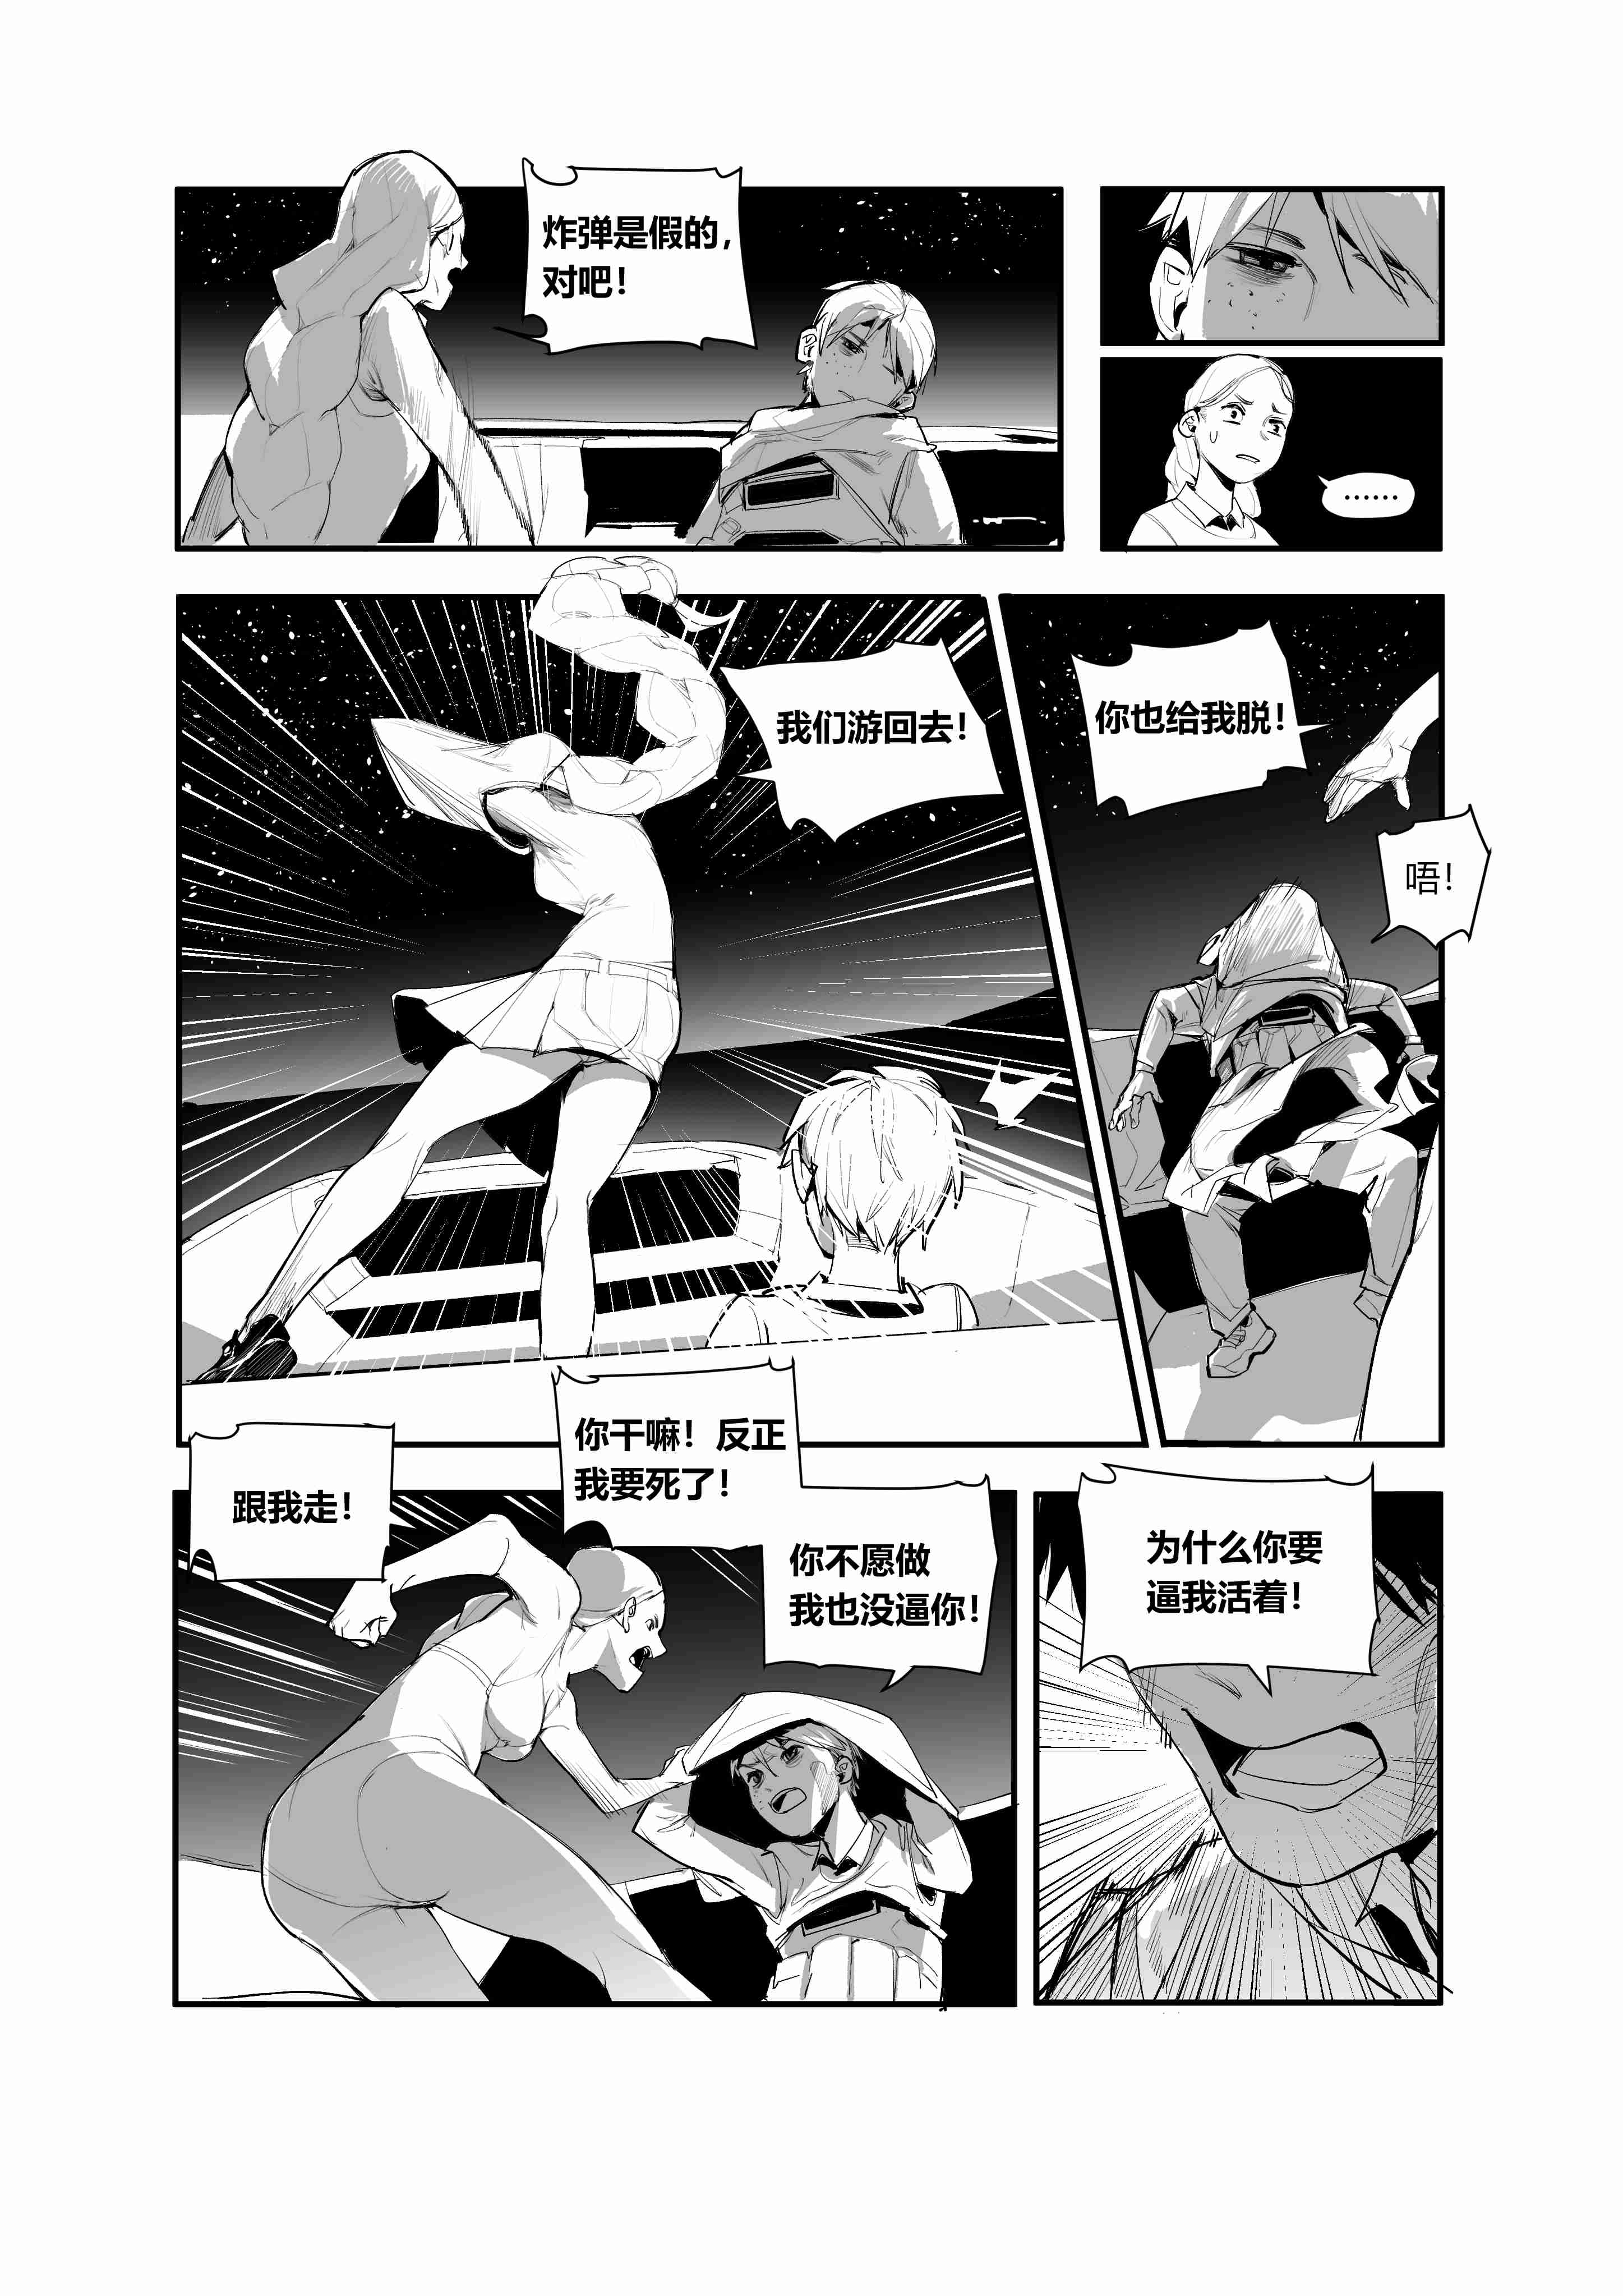 炸弹是假的，
对吧！
……
我们游回去！
你也给我脱！
唔！
跟我走！
你干嘛！反正
我要死了！
你不愿做
我也没逼你！
为什么你要
逼我活着！